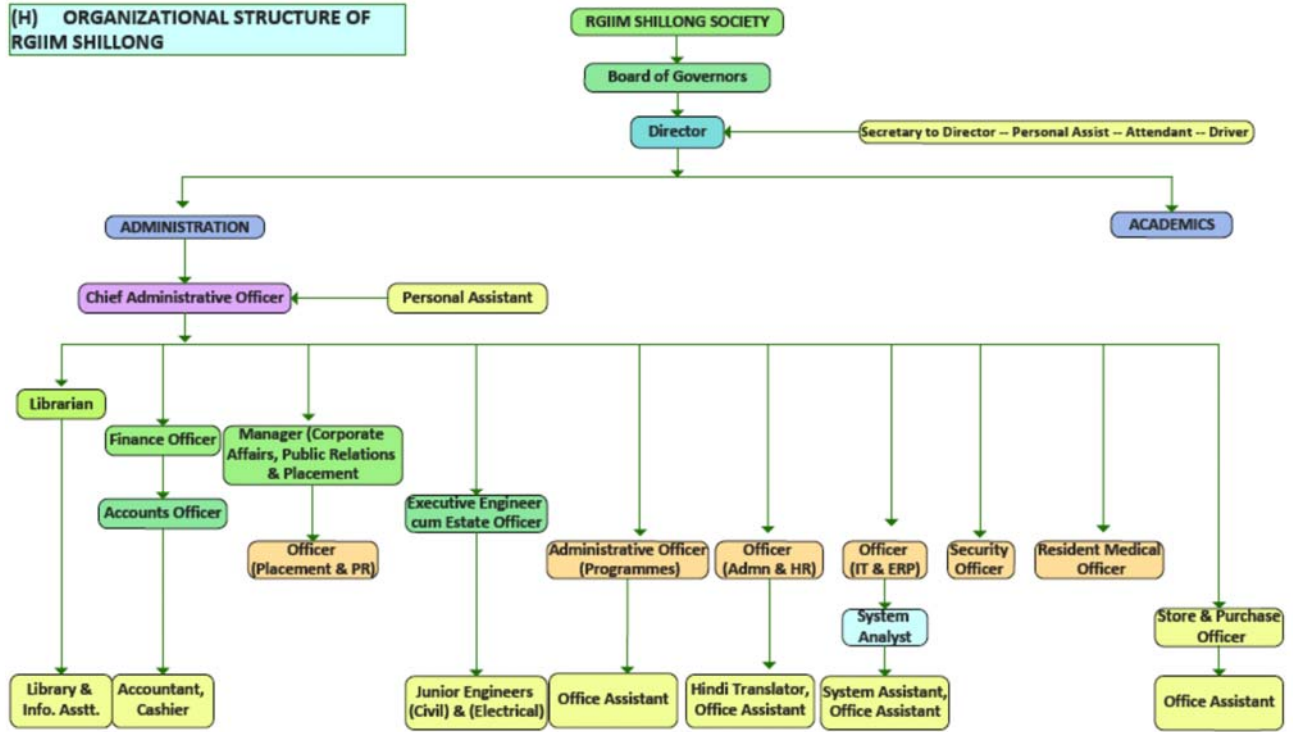 (H) ORGANIZATIONAL STRUCTURE OF
RGIIM SHILLONG
RGIIM SHILLONG SOCIETY
Board of Governors
Director
Secretary to Director -- Personal Assist -- Attendant -- Driver
ADMINISTRATION
ACADEMICS
Chief Administrative Officer
Personal Assistant
Librarian
Finance Officer
Manager (Corporate
Affairs, Public Relations
& Placement
Accounts Officer
Executive Engineer
cum Estate Officer
Officer
(Placement & PR)
Administrative Officer
(Programmes)
Officer
(Admn & HR)
Officer
(IT & ERP)
Security
Officer
Resident Medical
Officer
System
Analyst
Store & Purchase
Officer
Library &
Info. Asstt.
Accountant,
Cashier
Junior Engineers
(Civil) & (Electrical)
Office Assistant
Hindi Translator,
Office Assistant
System Assistant,
Office Assistant
Office Assistant